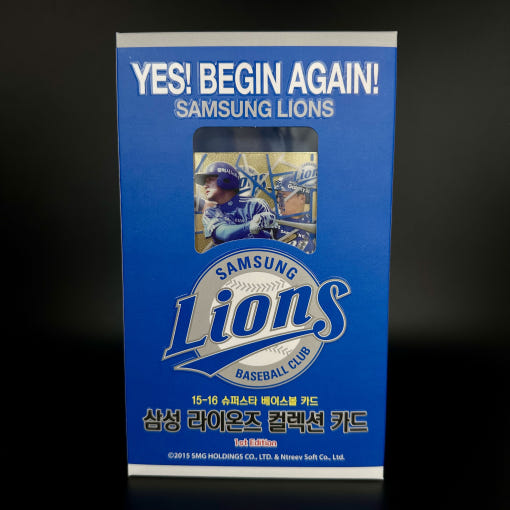 YES! BEGIN AGAIN!
SAMSUNG LIONS
Lions
SAMSUNG
Lions
BASEBALL CLUB
15-16 슈퍼스타 베이스볼 카드
삼성 라이온즈 컬렉션 카드
1st Edition
©2015 SMG HOLDINGS CO., LTD. & Ntreev Soft Co., Ltd.